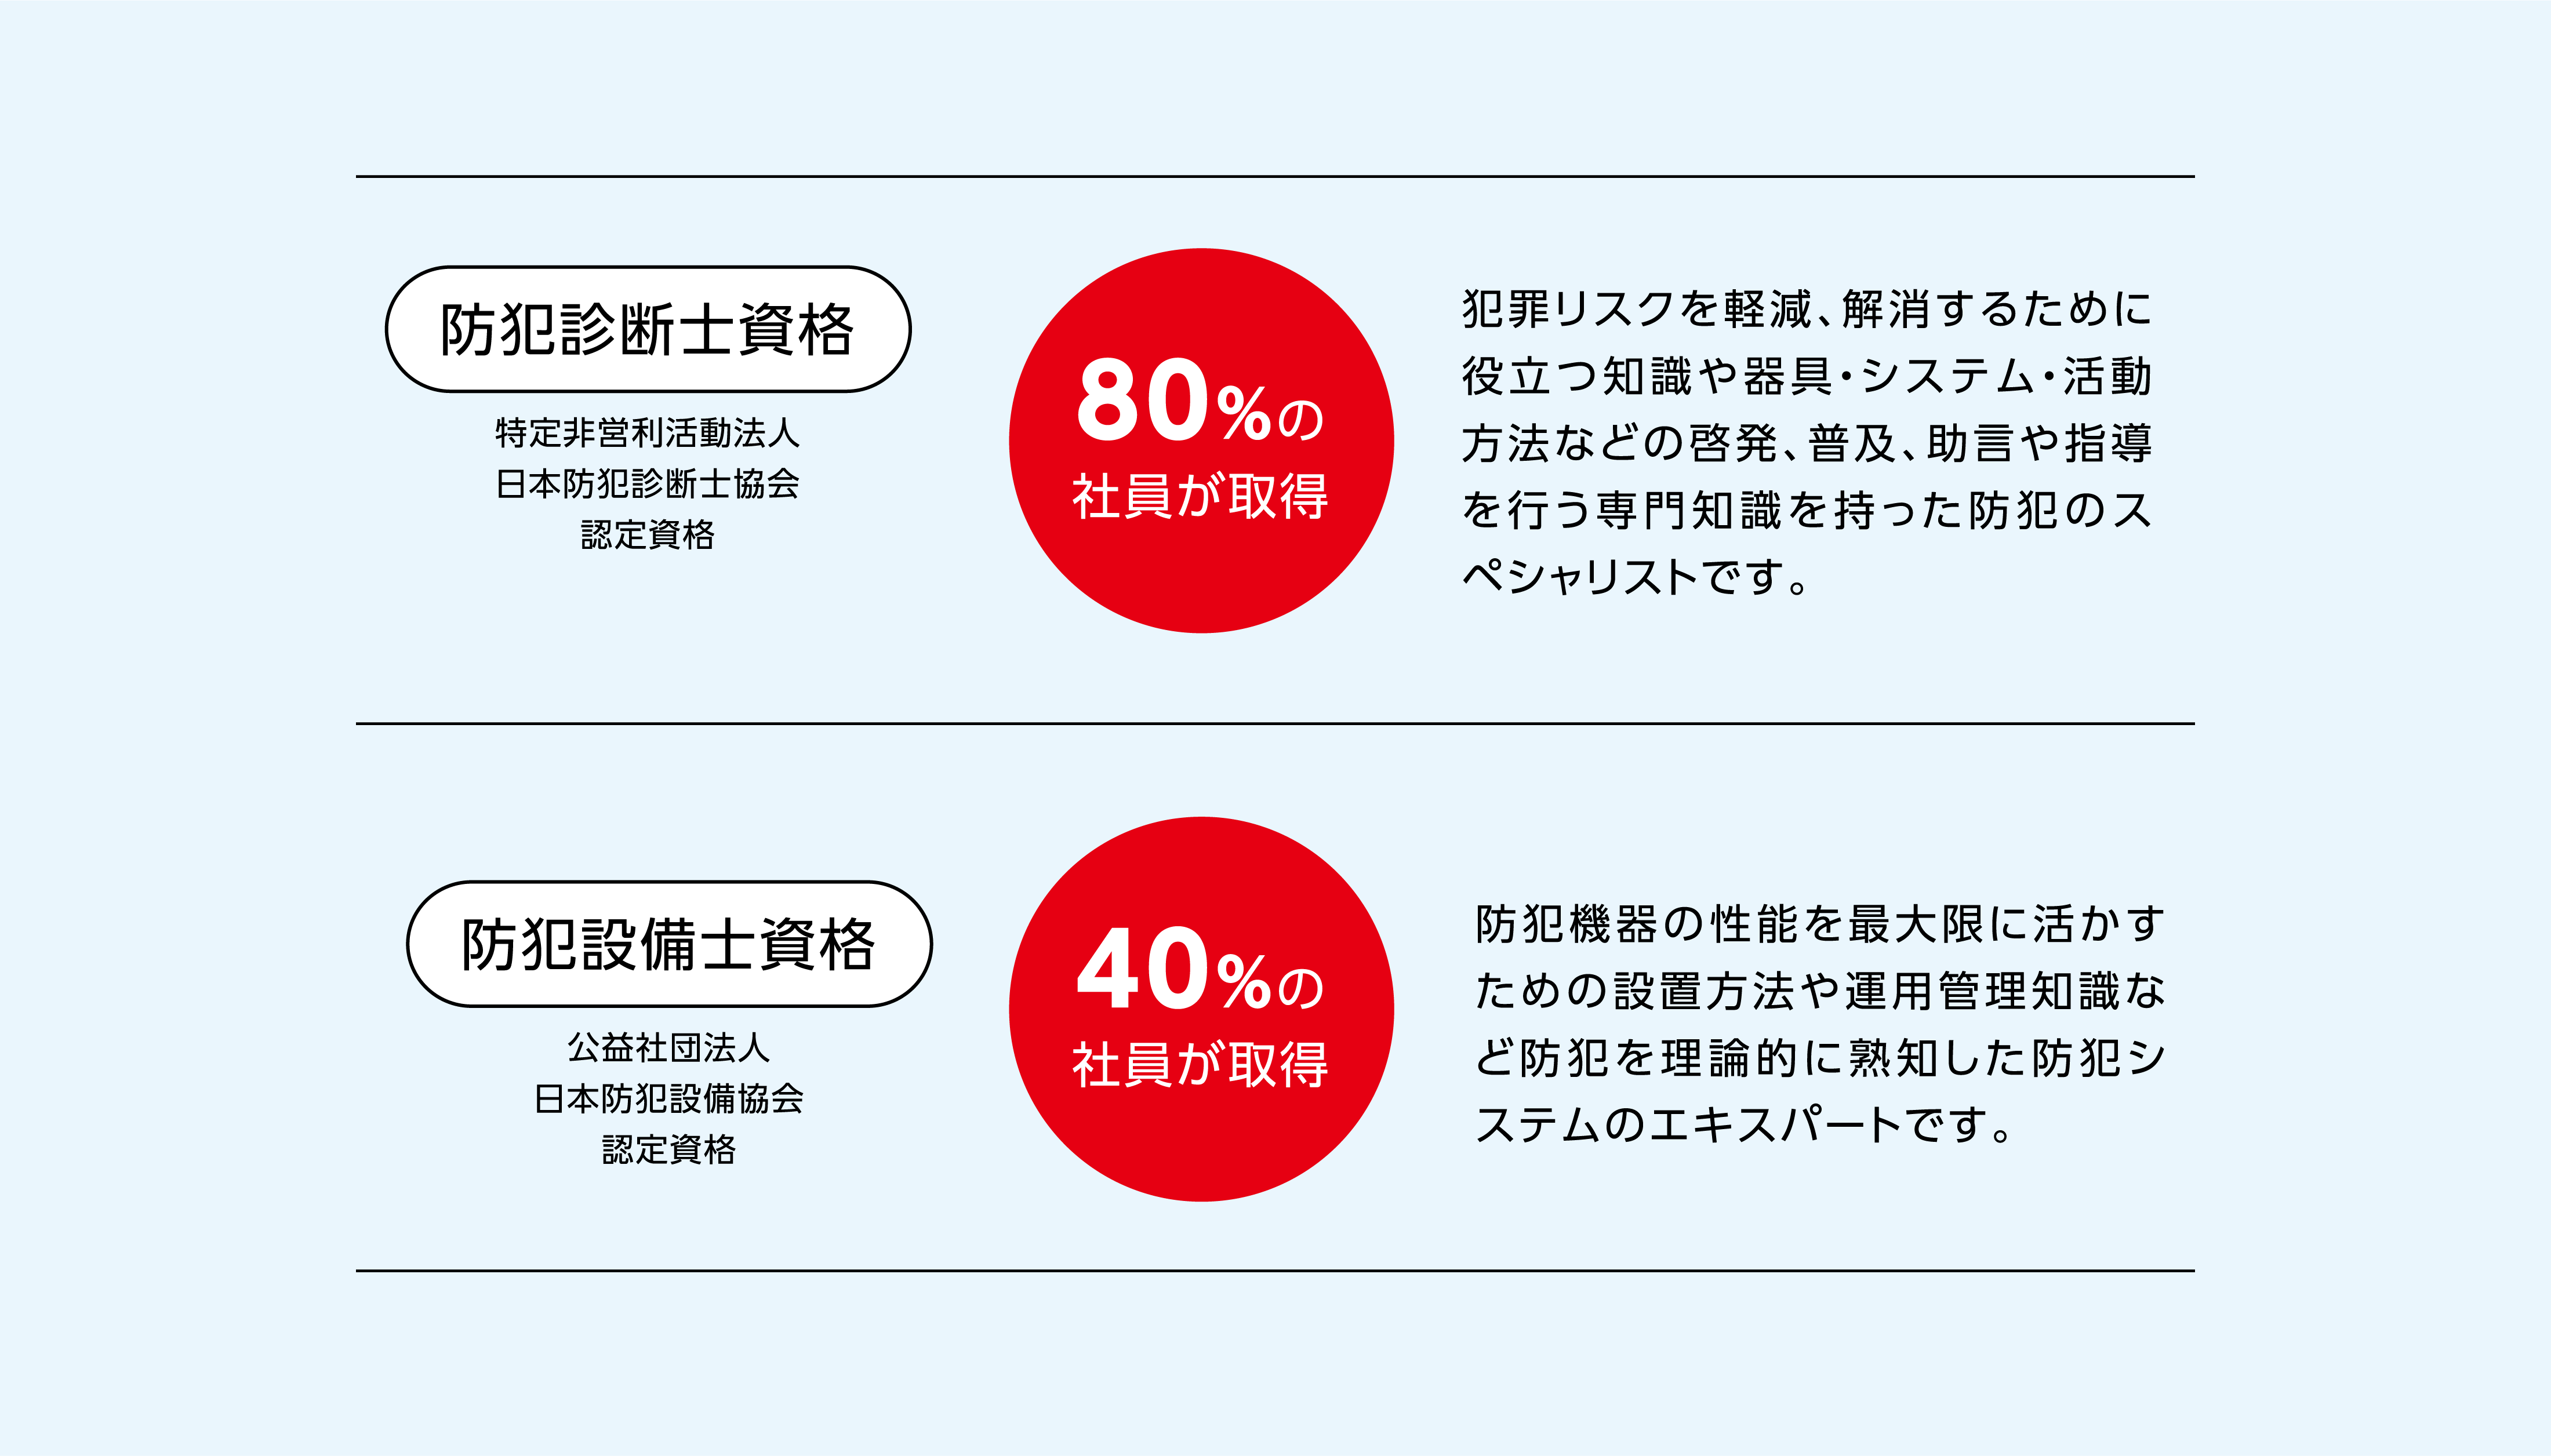 防犯診断士資格
特定非営利活動法人
日本防犯診断士協会
認定資格
80%の
社員が取得
犯罪リスクを軽減、解消するために
役立つ知識や器具・システム・活動
方法などの啓発、普及、助言や指導
を行う専門知識を持った防犯のス
ペシャリストです。
防犯設備士資格
公益社団法人
日本防犯設備協会
認定資格
40%の
社員が取得
防犯機器の性能を最大限に活かす
ための設置方法や運用管理知識な
ど防犯を理論的に熟知した防犯シ
ステムのエキスパートです。